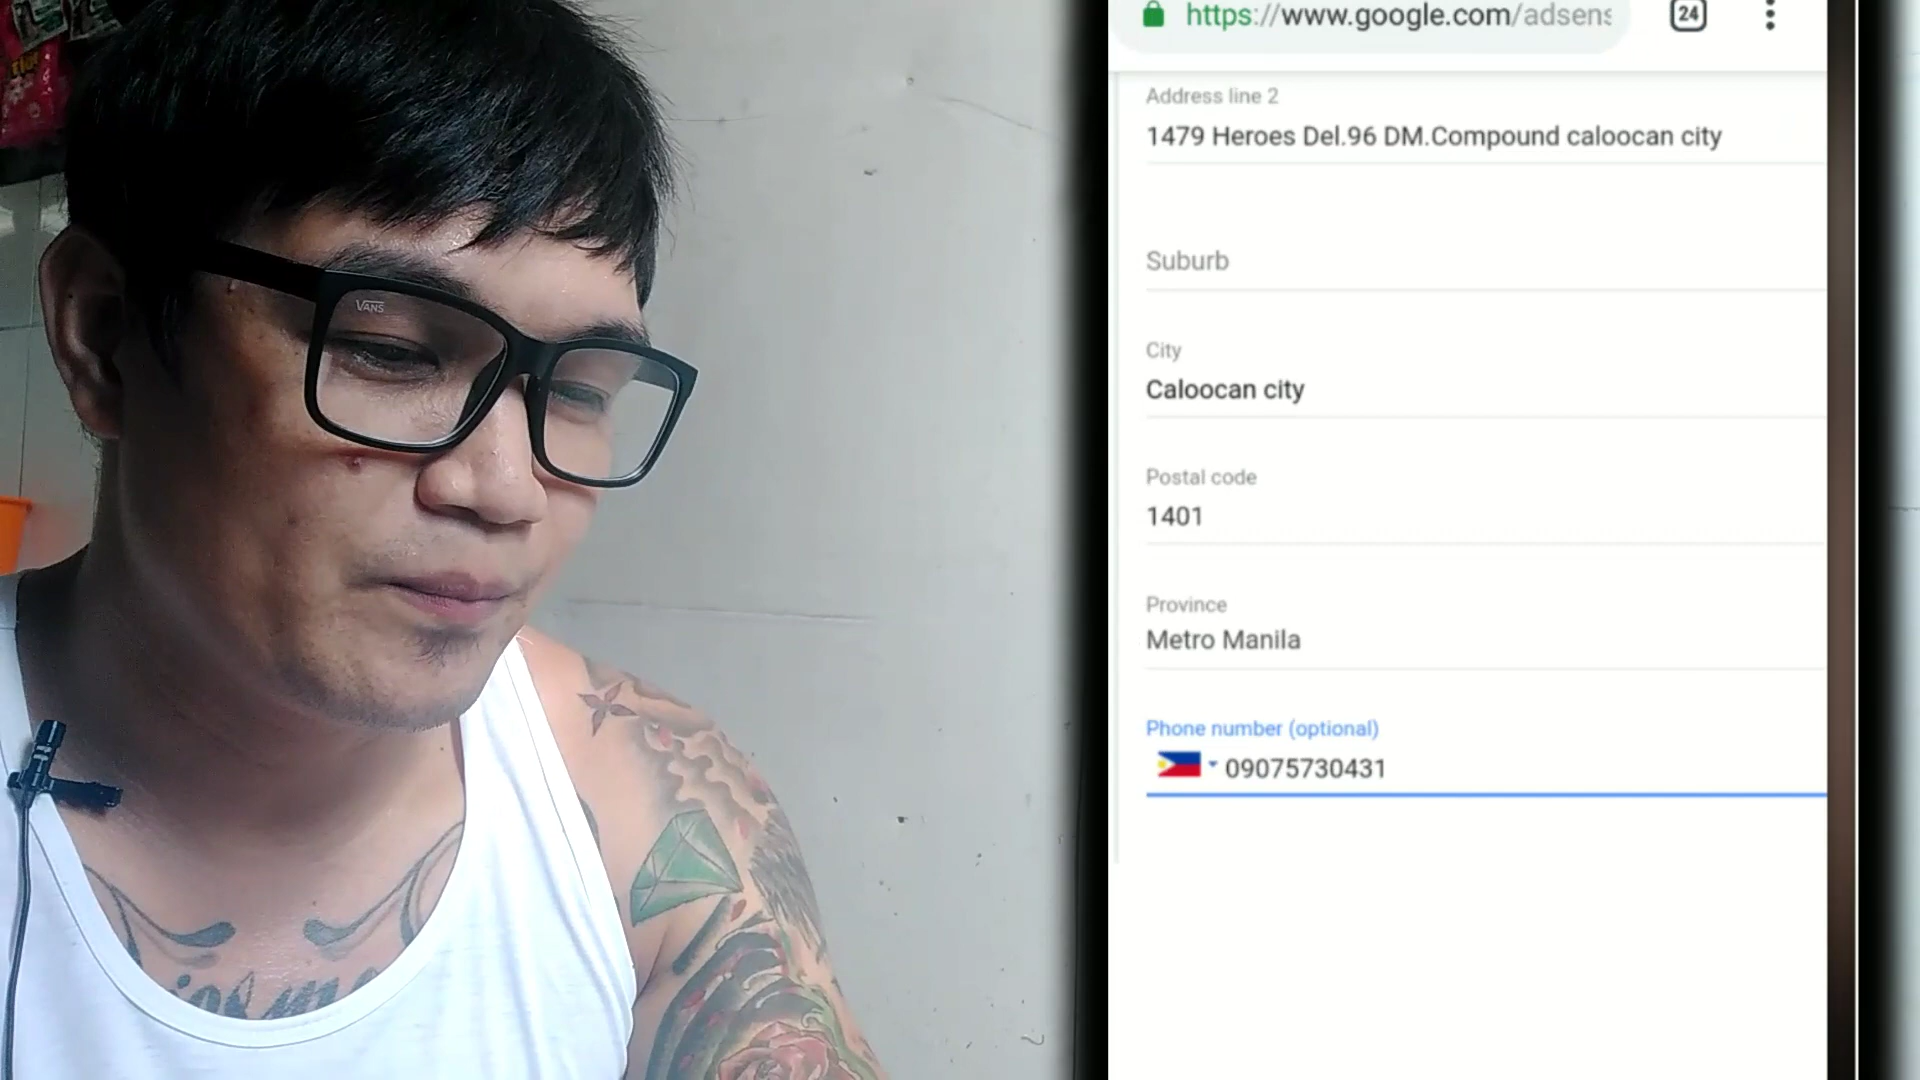 VANS
https://www.google.com/adsens
24
Address line 2
1479 Heroes Del.96 DM.Compound caloocan city
Suburb
City
Caloocan city
Postal code
1401
Province
Metro Manila
Phone number (optional)
09075730431